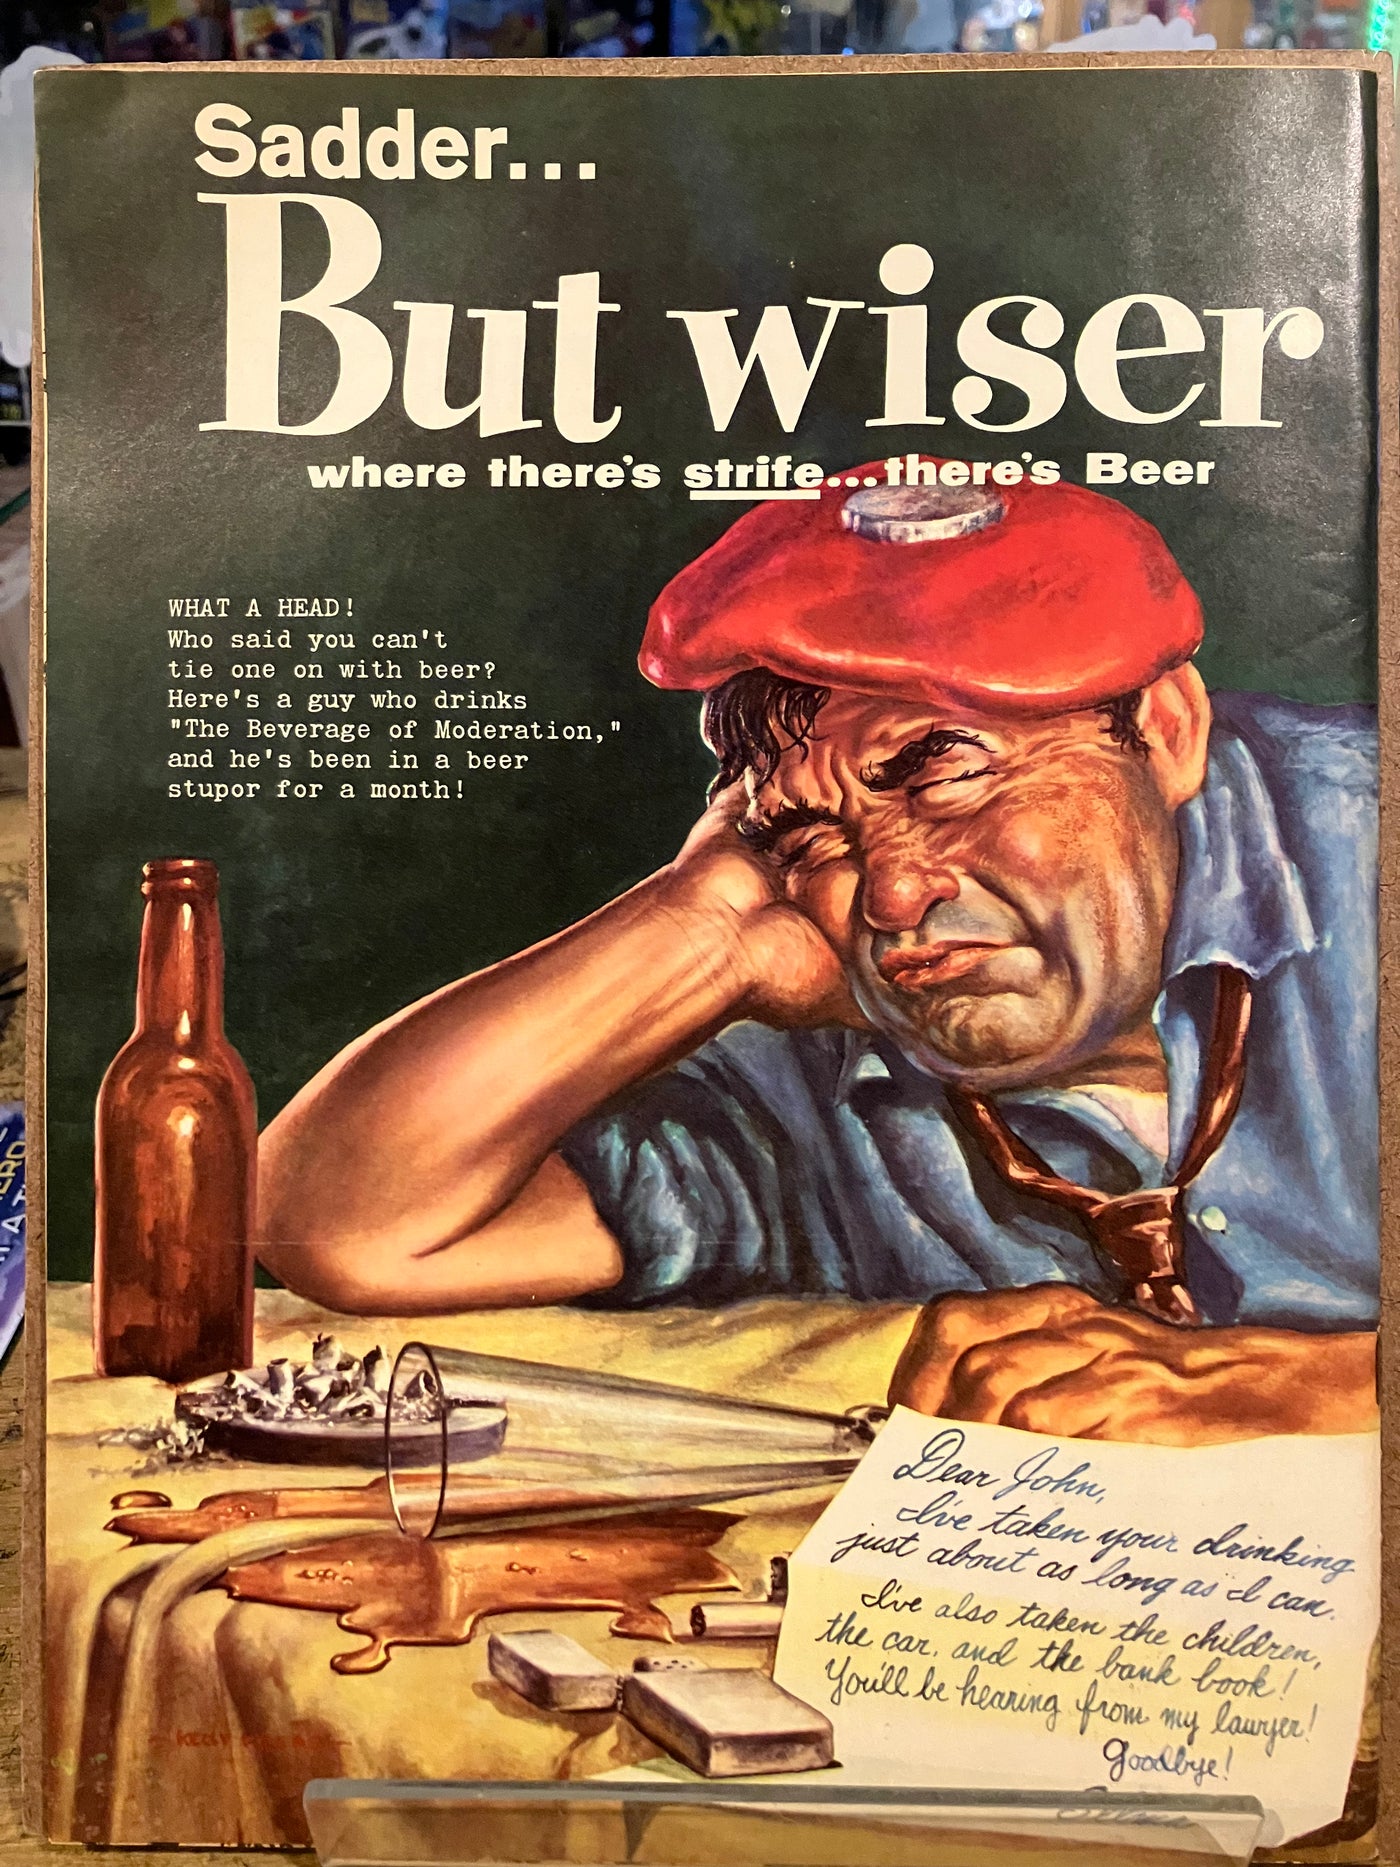 Sadder...
But wiser
where there's strife...there's Beer
WHAT A HEAD!
Who said you can't
tie one on with beer?
Here's a guy who drinks
"The Beverage of Moderation,"
and he's been in a beer
stupor for a month!
Dear John,
I've taken your drinking
just about as long as I can.
I've also taken the children,
the car, and the bank book!
You'll be hearing from my lawyer!
Goodbye!